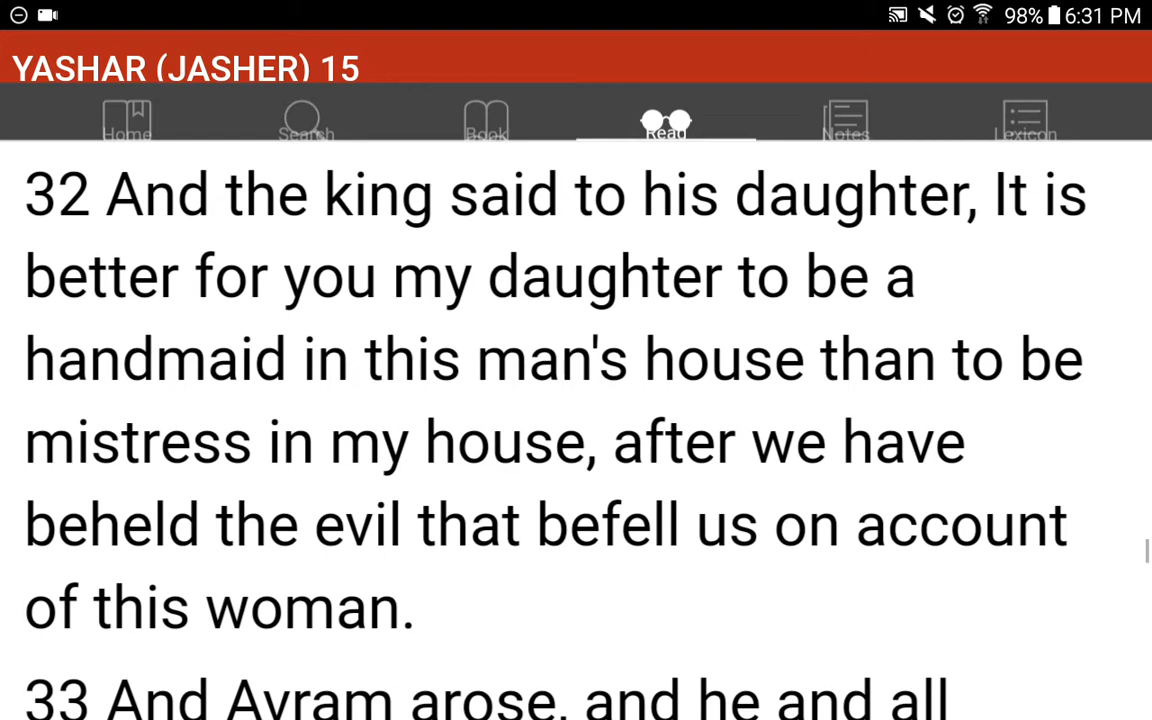 98% 6:31 PM
YASHAR (JASHER) 15
Home Search Book Read Notes Lexicon
32 And the king said to his daughter, It is
better for you my daughter to be a
handmaid in this man's house than to be
mistress in my house, after we have
beheld the evil that befell us on account
of this woman.
33 And Avram arose, and he and all